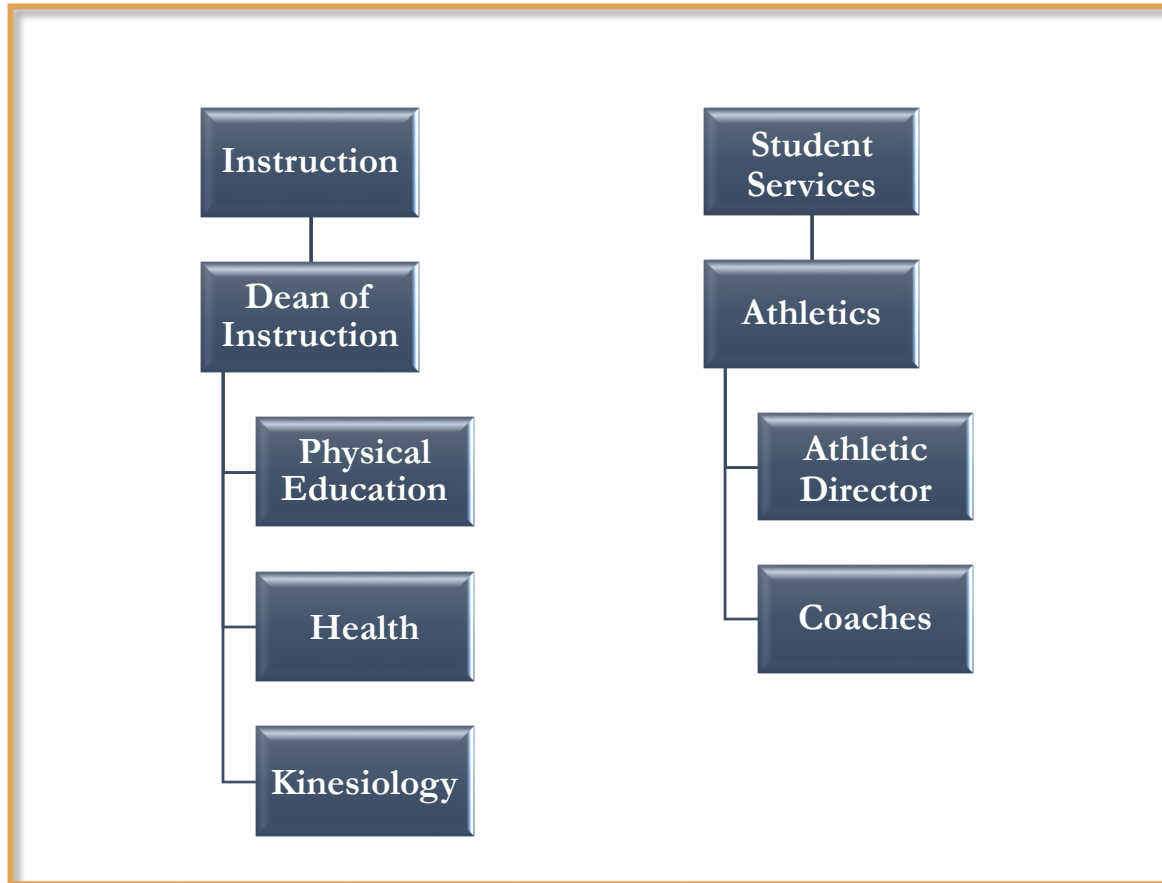 Instruction
Dean of
Instruction
Physical
Education
Health
Kinesiology
Student
Services
Athletics
Athletic
Director
Coaches